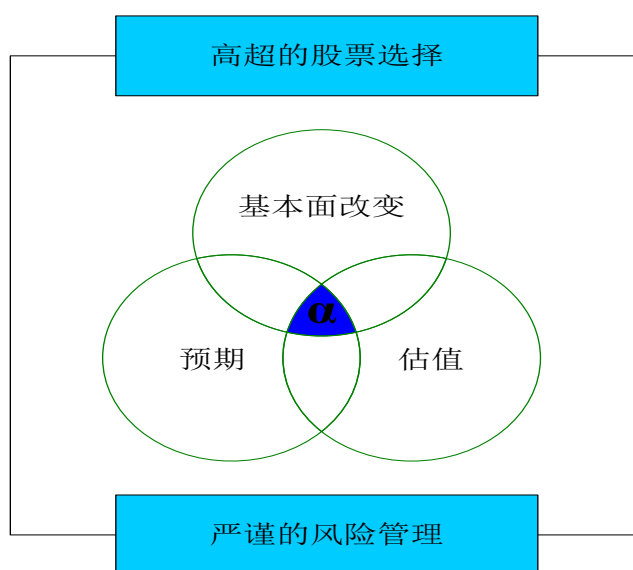 高超的股票选择
基本面改变
α
预期
估值
严谨的风险管理